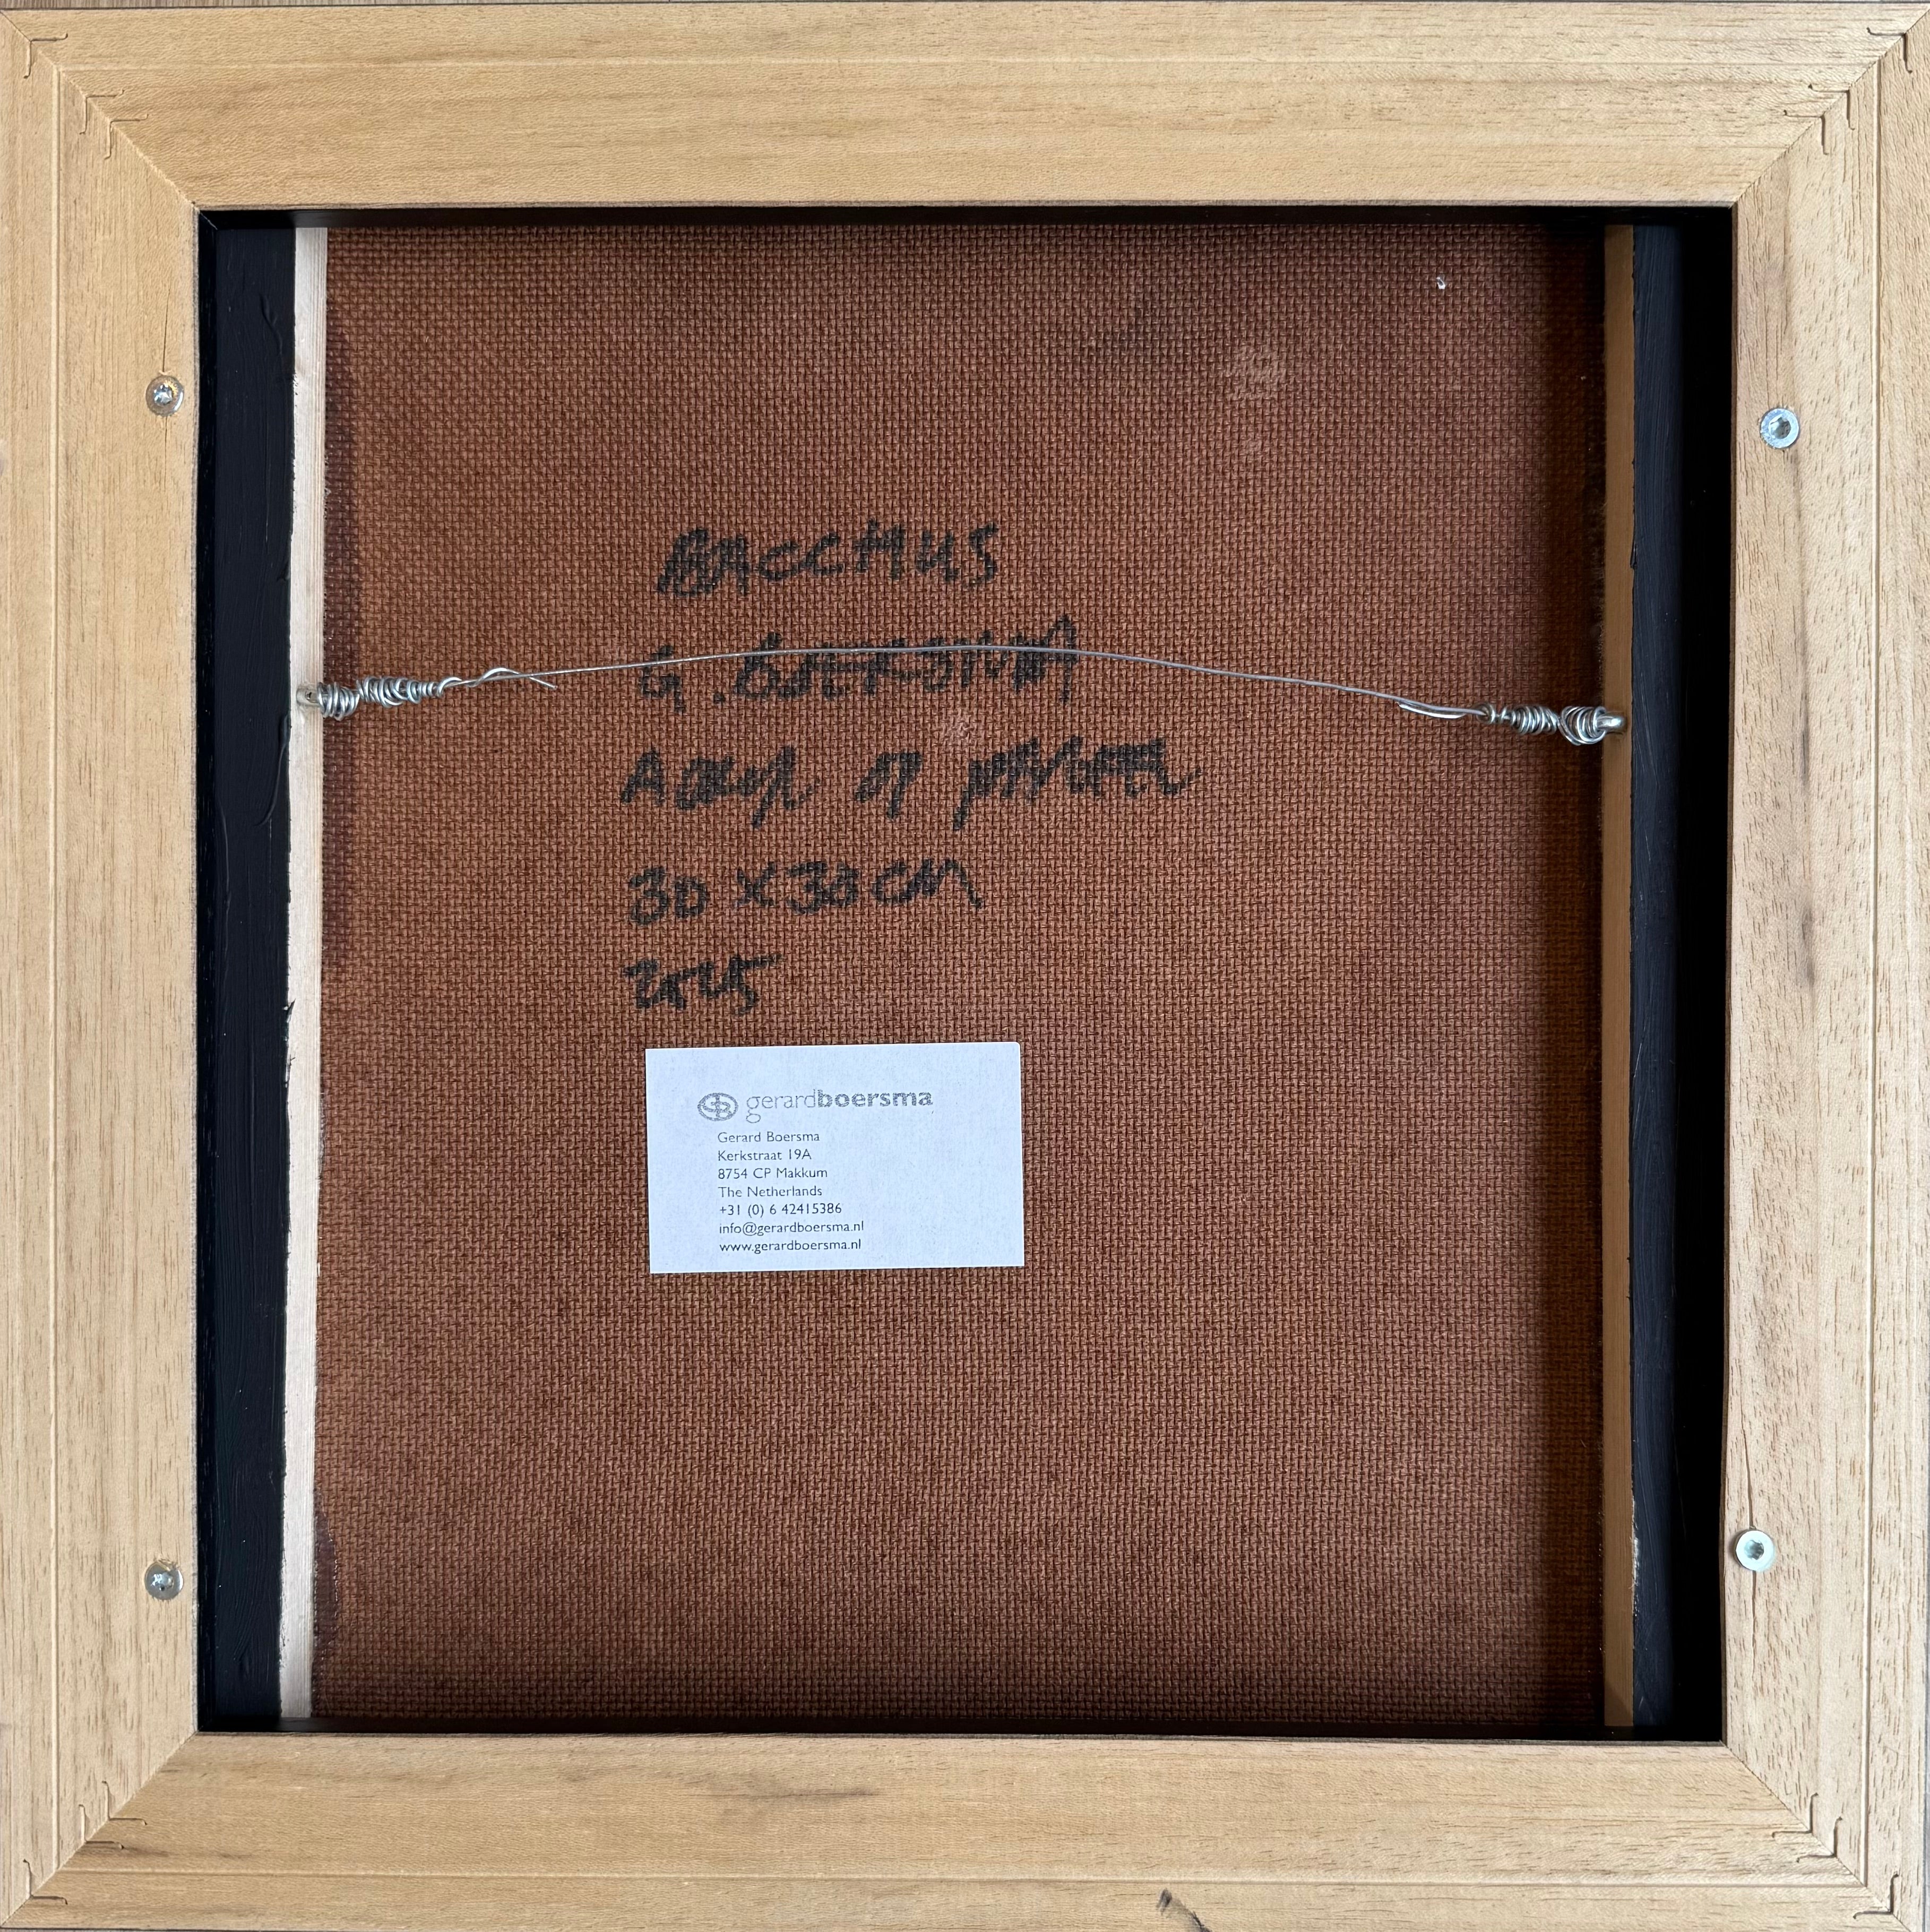 BACCHUS
G. BOERSMA
ACRYL OP PANEEL
30 x 30 CM
2025
gerardboersma
Gerard Boersma
Kerkstraat 19A
8754 CP Makkum
The Netherlands
+31 (0) 6 42415386
info@gerardboersma.nl
www.gerardboersma.nl